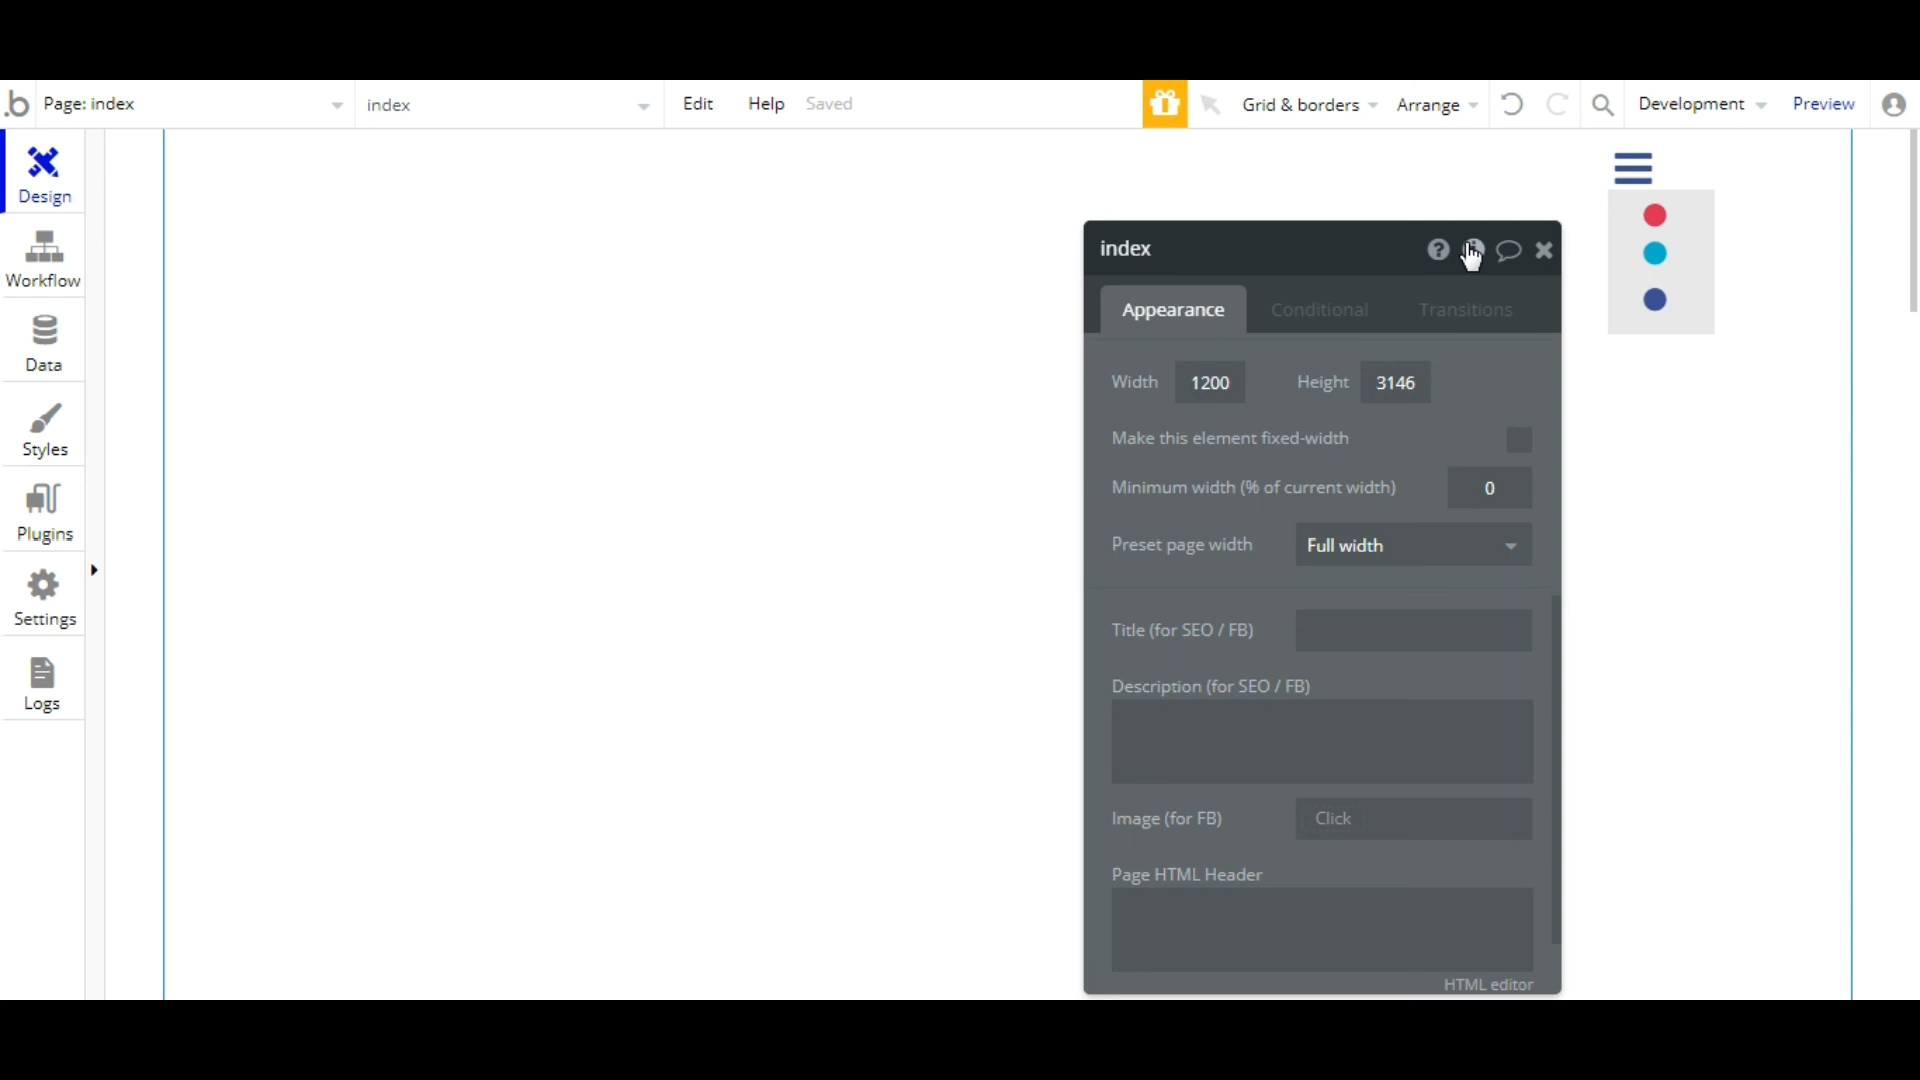 .b Page: index index Edit Help Saved Grid & borders Arrange Development Preview
Design
Workflow
Data
Styles
Plugins
Settings
Logs
index ?
Appearance Conditional Transitions
Width 1200 Height 3146
Make this element fixed-width
Minimum width (% of current width) 0
Preset page width Full width
Title (for SEO / FB)
Description (for SEO / FB)
Image (for FB) Click
Page HTML Header
HTML editor